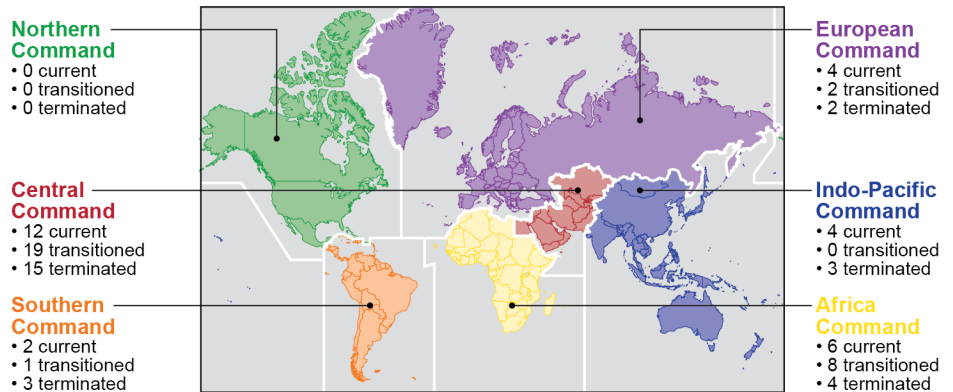 Northern
Command
• 0 current
• 0 transitioned
• 0 terminated
Central
Command
• 12 current
• 19 transitioned
• 15 terminated
Southern
Command
• 2 current
• 1 transitioned
• 3 terminated
European
Command
• 4 current
• 2 transitioned
• 2 terminated
Indo-Pacific
Command
• 4 current
• 0 transitioned
• 3 terminated
Africa
Command
• 6 current
• 8 transitioned
• 4 terminated